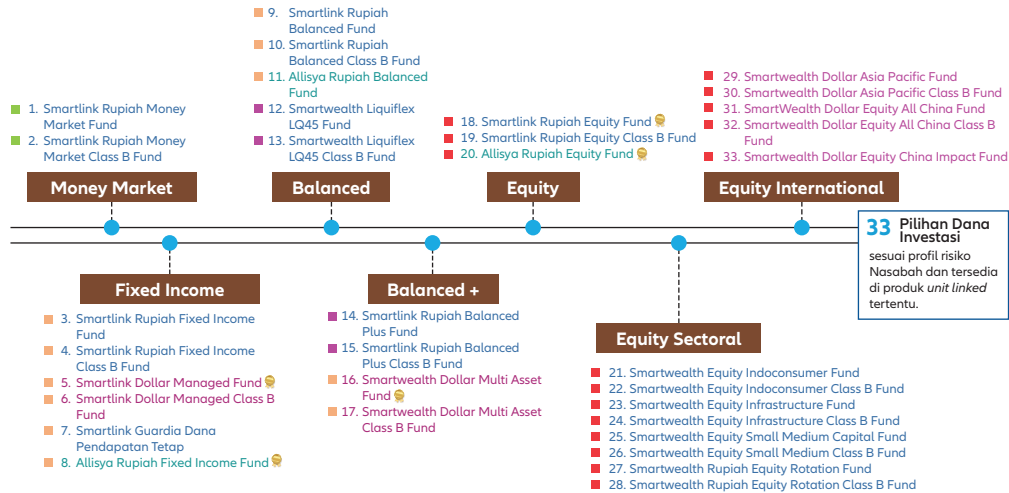 1. Smartlink Rupiah Money
Market Fund
2. Smartlink Rupiah Money
Market Class B Fund
Money Market
9. Smartlink Rupiah
Balanced Fund
10. Smartlink Rupiah
Balanced Class B Fund
11. Allisya Rupiah Balanced
Fund
12. Smartwealth Liquiflex
LQ45 Fund
13. Smartwealth Liquiflex
LQ45 Class B Fund
Balanced
18. Smartlink Rupiah Equity Fund
19. Smartlink Rupiah Equity Class B Fund
20. Allisya Rupiah Equity Fund
Equity
29. Smartwealth Dollar Asia Pacific Fund
30. Smartwealth Dollar Asia Pacific Class B Fund
31. SmartWealth Dollar Equity All China Fund
32. Smartwealth Dollar Equity All China Class B
Fund
33. Smartwealth Dollar Equity China Impact Fund
Equity International
33 Pilihan Dana
Investasi
sesuai profil risiko
Nasabah dan tersedia
di produk unit linked
tertentu.
Fixed Income
3. Smartlink Rupiah Fixed Income
Fund
4. Smartlink Rupiah Fixed Income
Class B Fund
5. Smartlink Dollar Managed Fund
6. Smartlink Dollar Managed Class B
Fund
7. Smartlink Guardia Dana
Pendapatan Tetap
8. Allisya Rupiah Fixed Income Fund
Balanced +
14. Smartlink Rupiah Balanced
Plus Fund
15. Smartlink Rupiah Balanced
Plus Class B Fund
16. Smartwealth Dollar Multi Asset
Fund
17. Smartwealth Dollar Multi Asset
Class B Fund
Equity Sectoral
21. Smartwealth Equity Indoconsumer Fund
22. Smartwealth Equity Indoconsumer Class B Fund
23. Smartwealth Equity Infrastructure Fund
24. Smartwealth Equity Infrastructure Class B Fund
25. Smartwealth Equity Small Medium Capital Fund
26. Smartwealth Equity Small Medium Class B Fund
27. Smartwealth Rupiah Equity Rotation Fund
28. Smartwealth Rupiah Equity Rotation Class B Fund